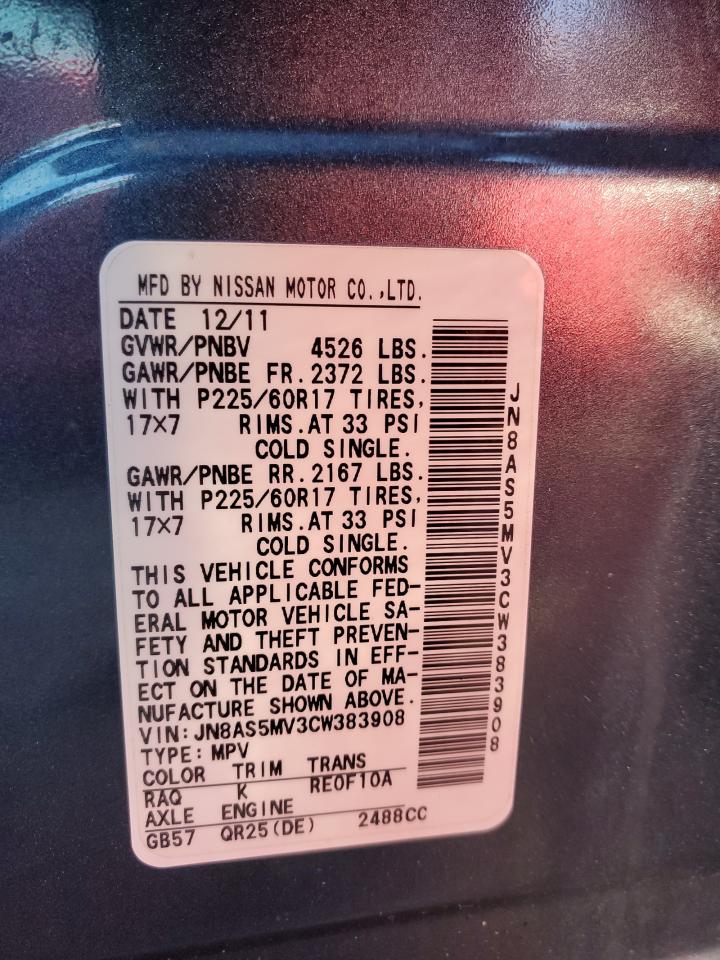 MFD BY NISSAN MOTOR CO.,LTD.
DATE 12/11
GVWR/PNBV 4526 LBS.
GAWR/PNBE FR.2372 LBS.
WITH P225/60R17 TIRES,
17×7 RIMS.AT 33 PSI
COLD SINGLE.
GAWR/PNBE RR.2167 LBS.
WITH P225/60R17 TIRES,
17×7 RIMS.AT 33 PSI
COLD SINGLE.
THIS VEHICLE CONFORMS
TO ALL APPLICABLE FED-
ERAL MOTOR VEHICLE SA-
FETY AND THEFT PREVEN-
TION STANDARDS IN EFF-
ECT ON THE DATE OF MA-
NUFACTURE SHOWN ABOVE.
VIN:JN8AS5MV3CW383908
TYPE:MPV
COLOR TRIM TRANS
RAQ K RE0F10A
AXLE ENGINE
GB57 QR25(DE) 2488CC
JN8AS5MV3CW383908